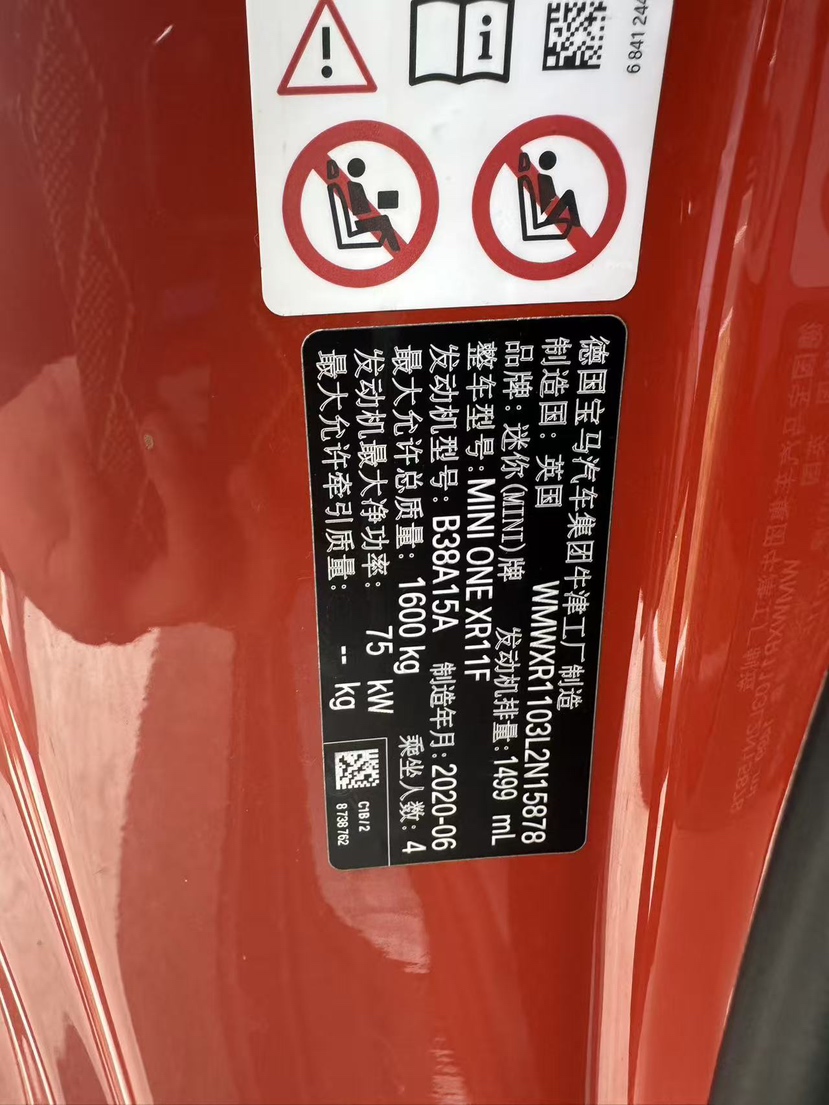 6 841 244
德国宝马汽车集团牛津工厂制造
制造国：英国 WMWXR1103L2N15878
品牌：迷你(MINI)牌 发动机排量：1499 mL
整车型号：MINI ONE XR11F
发动机型号：B38A15A 制造年月：2020-06
最大允许总质量：1600 kg 乘坐人数：4
发动机最大净功率：75 kW
最大允许牵引质量：-- kg
C1B/2
8 738 762